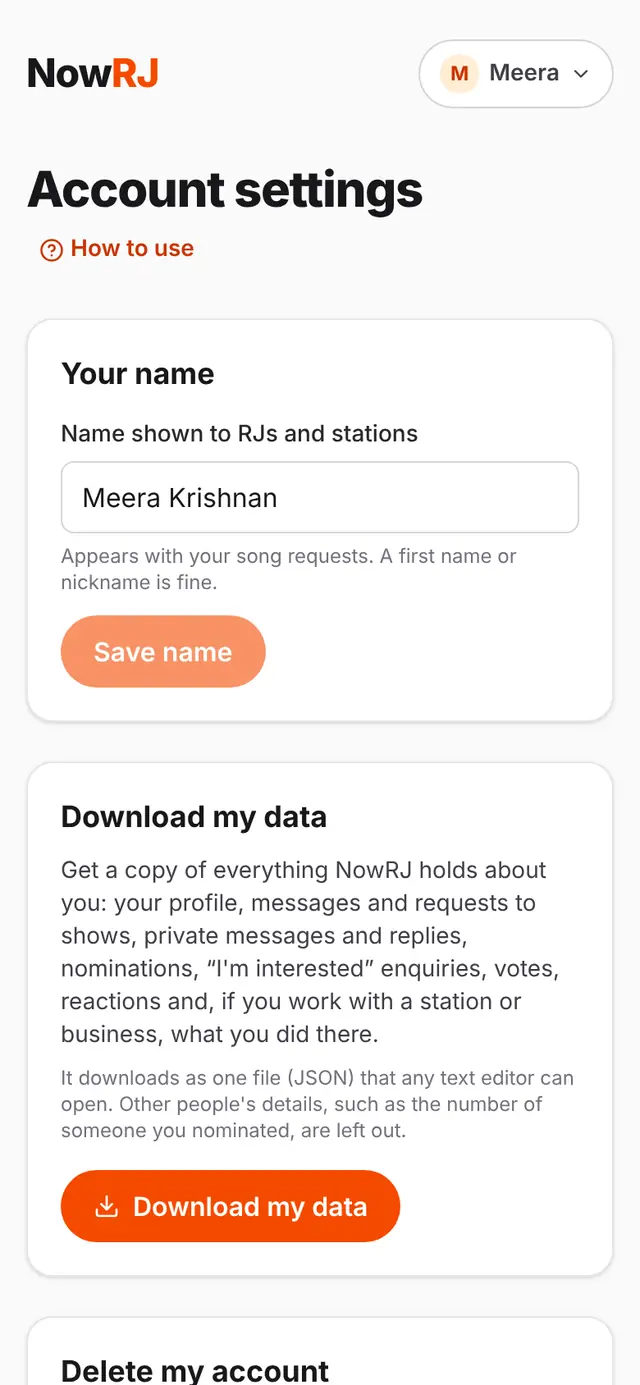 NowRJ
M Meera
Account settings
How to use
Your name
Name shown to RJs and stations
Meera Krishnan
Appears with your song requests. A first name or
nickname is fine.
Save name
Download my data
Get a copy of everything NowRJ holds about
you: your profile, messages and requests to
shows, private messages and replies,
nominations, “I'm interested” enquiries, votes,
reactions and, if you work with a station or
business, what you did there.
It downloads as one file (JSON) that any text editor can
open. Other people's details, such as the number of
someone you nominated, are left out.
Download my data
Delete my account